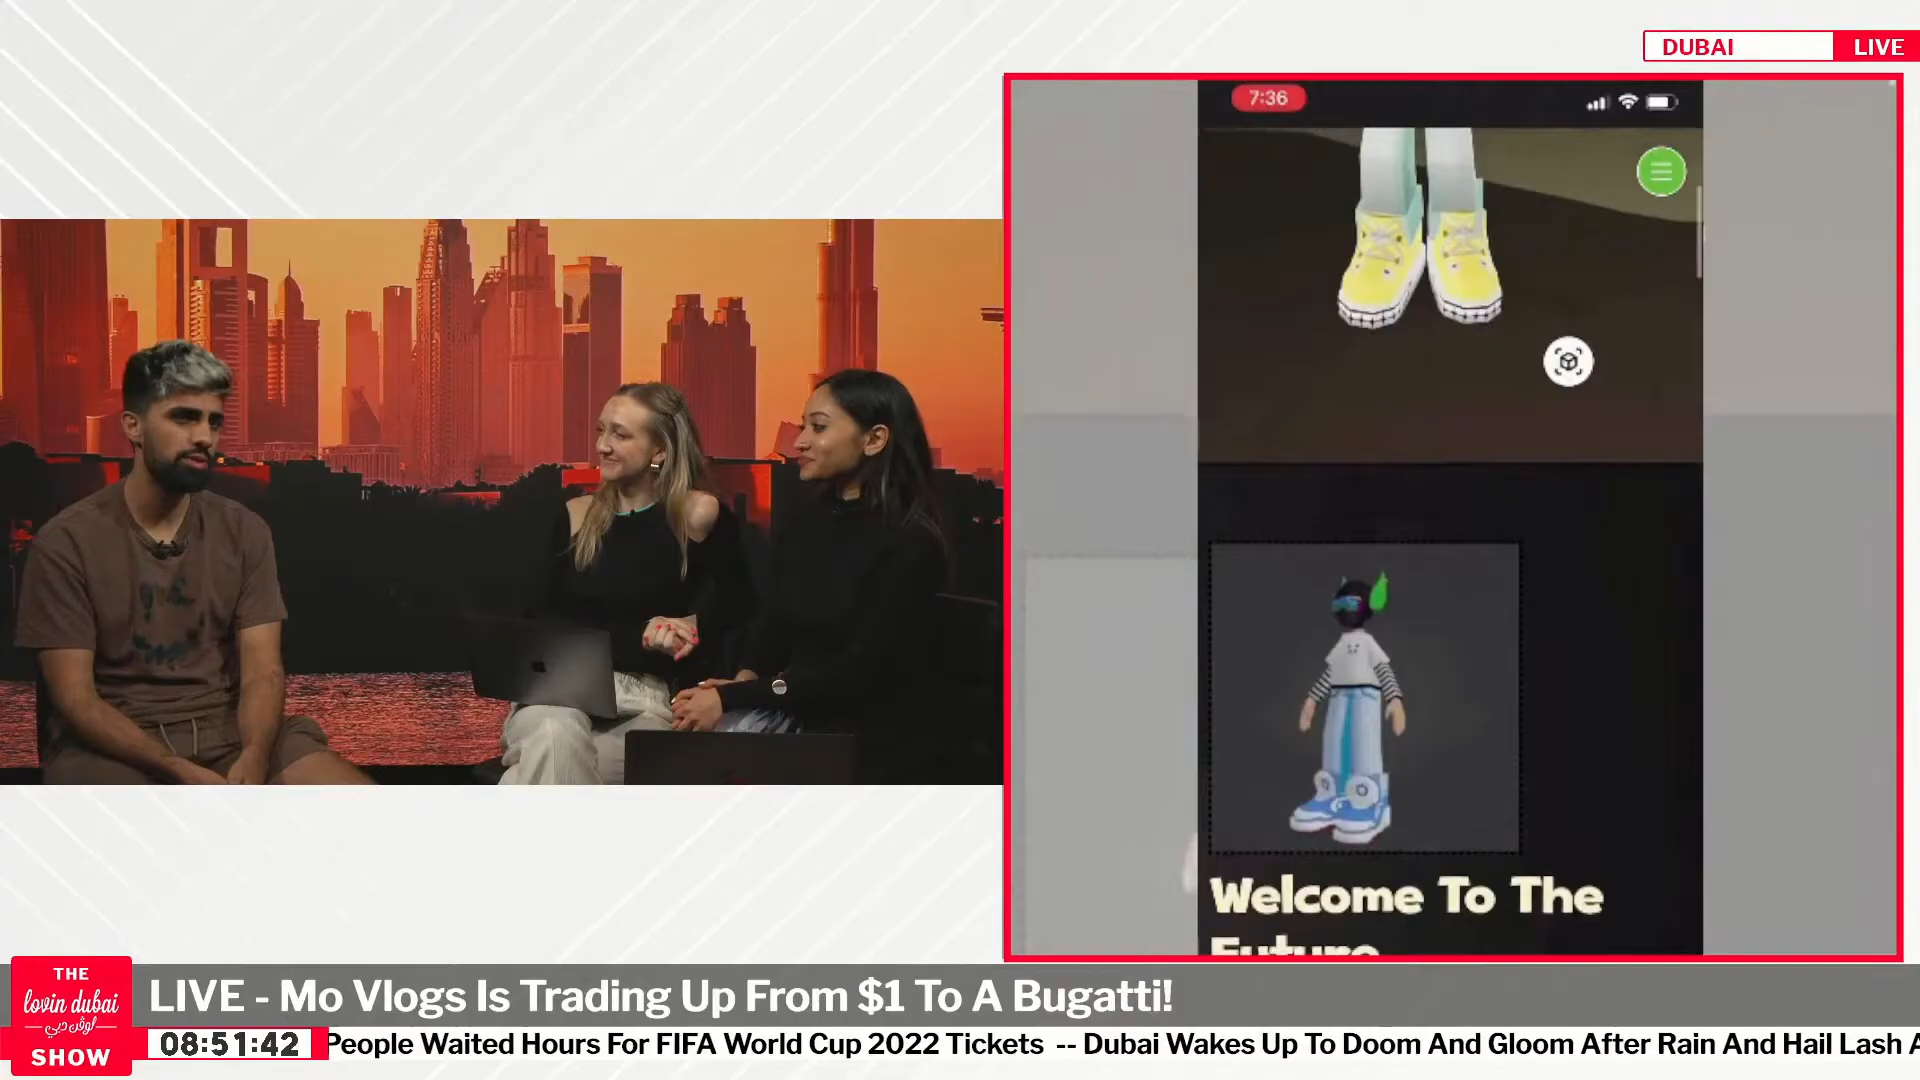 DUBAI LIVE
7:36
Welcome To The
Future
THE
lovin dubai
لوڤن دبي
SHOW
LIVE - Mo Vlogs Is Trading Up From $1 To A Bugatti!
08:51:42
People Waited Hours For FIFA World Cup 2022 Tickets -- Dubai Wakes Up To Doom And Gloom After Rain And Hail Lash